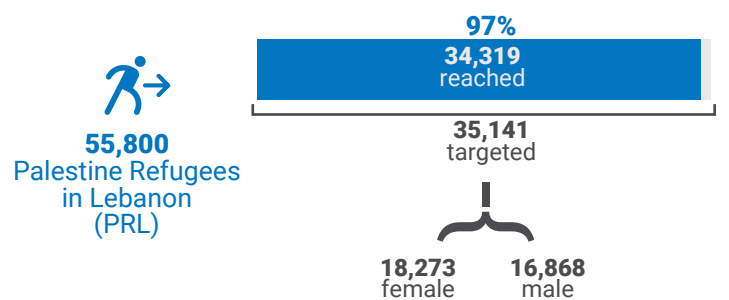 97%
34,319
reached
55,800
Palestine Refugees
in Lebanon
(PRL)
35,141
targeted
18,273
female
16,868
male